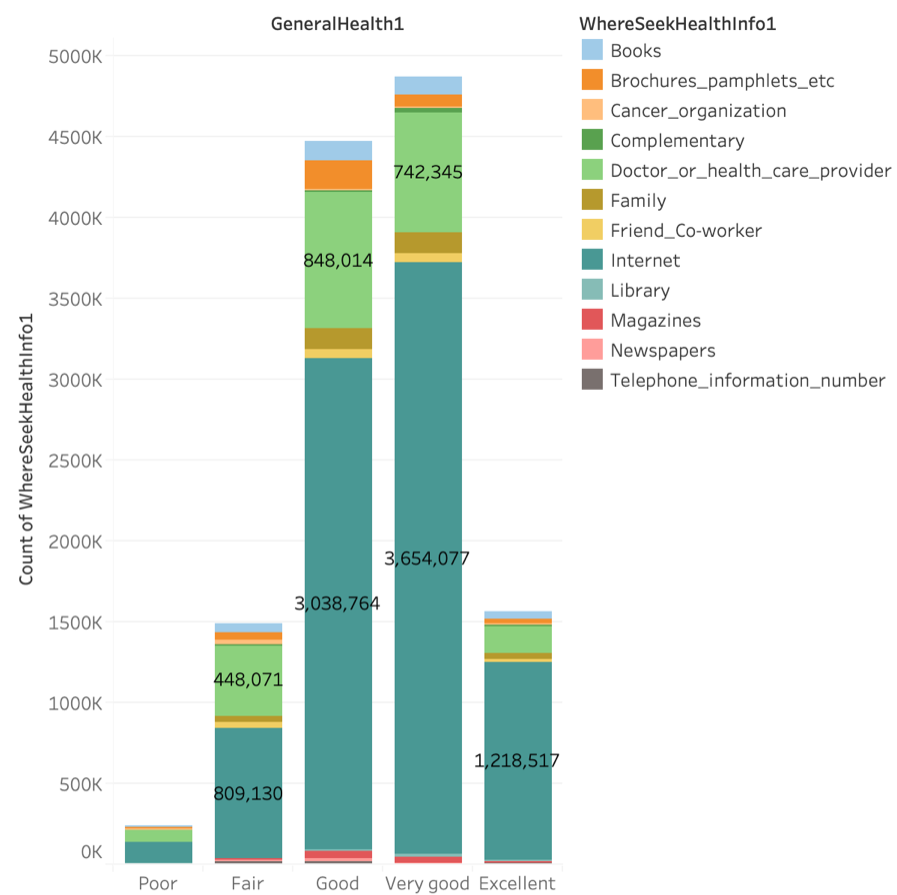 GeneralHealth1
WhereSeekHealthInfo1
Books
Brochures_pamphlets_etc
Cancer_organization
Complementary
Doctor_or_health_care_provider
Family
Friend_Co-worker
Internet
Library
Magazines
Newspapers
Telephone_information_number
Count of WhereSeekHealthInfo1
5000K
4500K
4000K
3500K
3000K
2500K
2000K
1500K
1000K
500K
0K
742,345
848,014
3,654,077
3,038,764
448,071
1,218,517
809,130
Poor Fair Good Very good Excellent